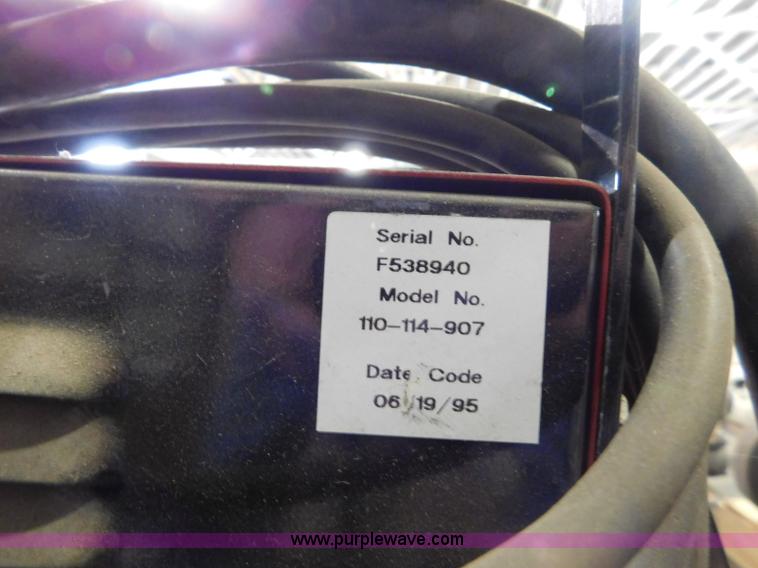 Serial No.
F538940
Model No.
110-114-907
Date Code
06/19/95
www.purplewave.com